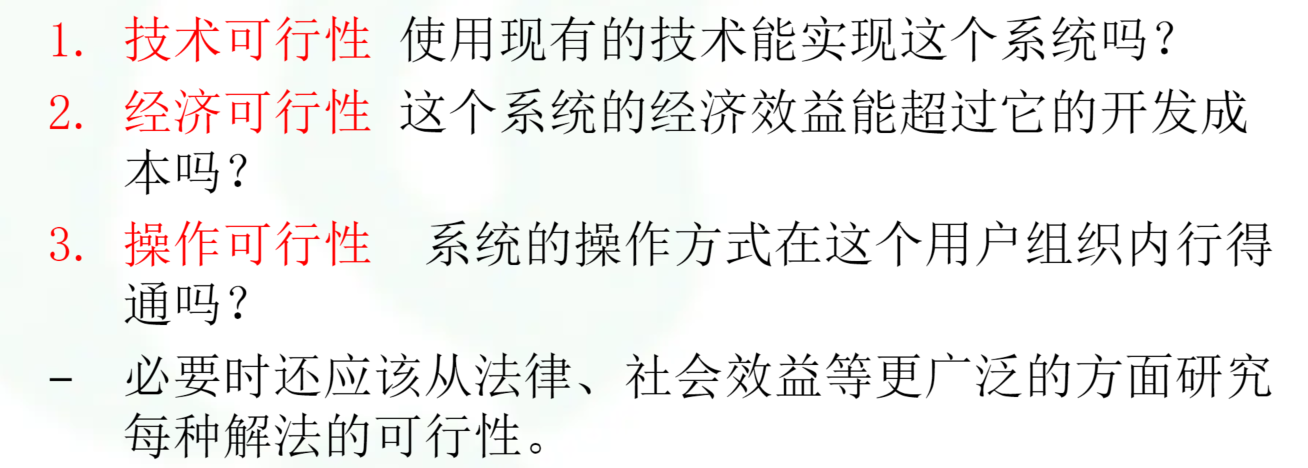 1. 技术可行性 使用现有的技术能实现这个系统吗？
2. 经济可行性 这个系统的经济效益能超过它的开发成
本吗？
3. 操作可行性 系统的操作方式在这个用户组织内行得
通吗？
– 必要时还应该从法律、社会效益等更广泛的方面研究
每种解法的可行性。